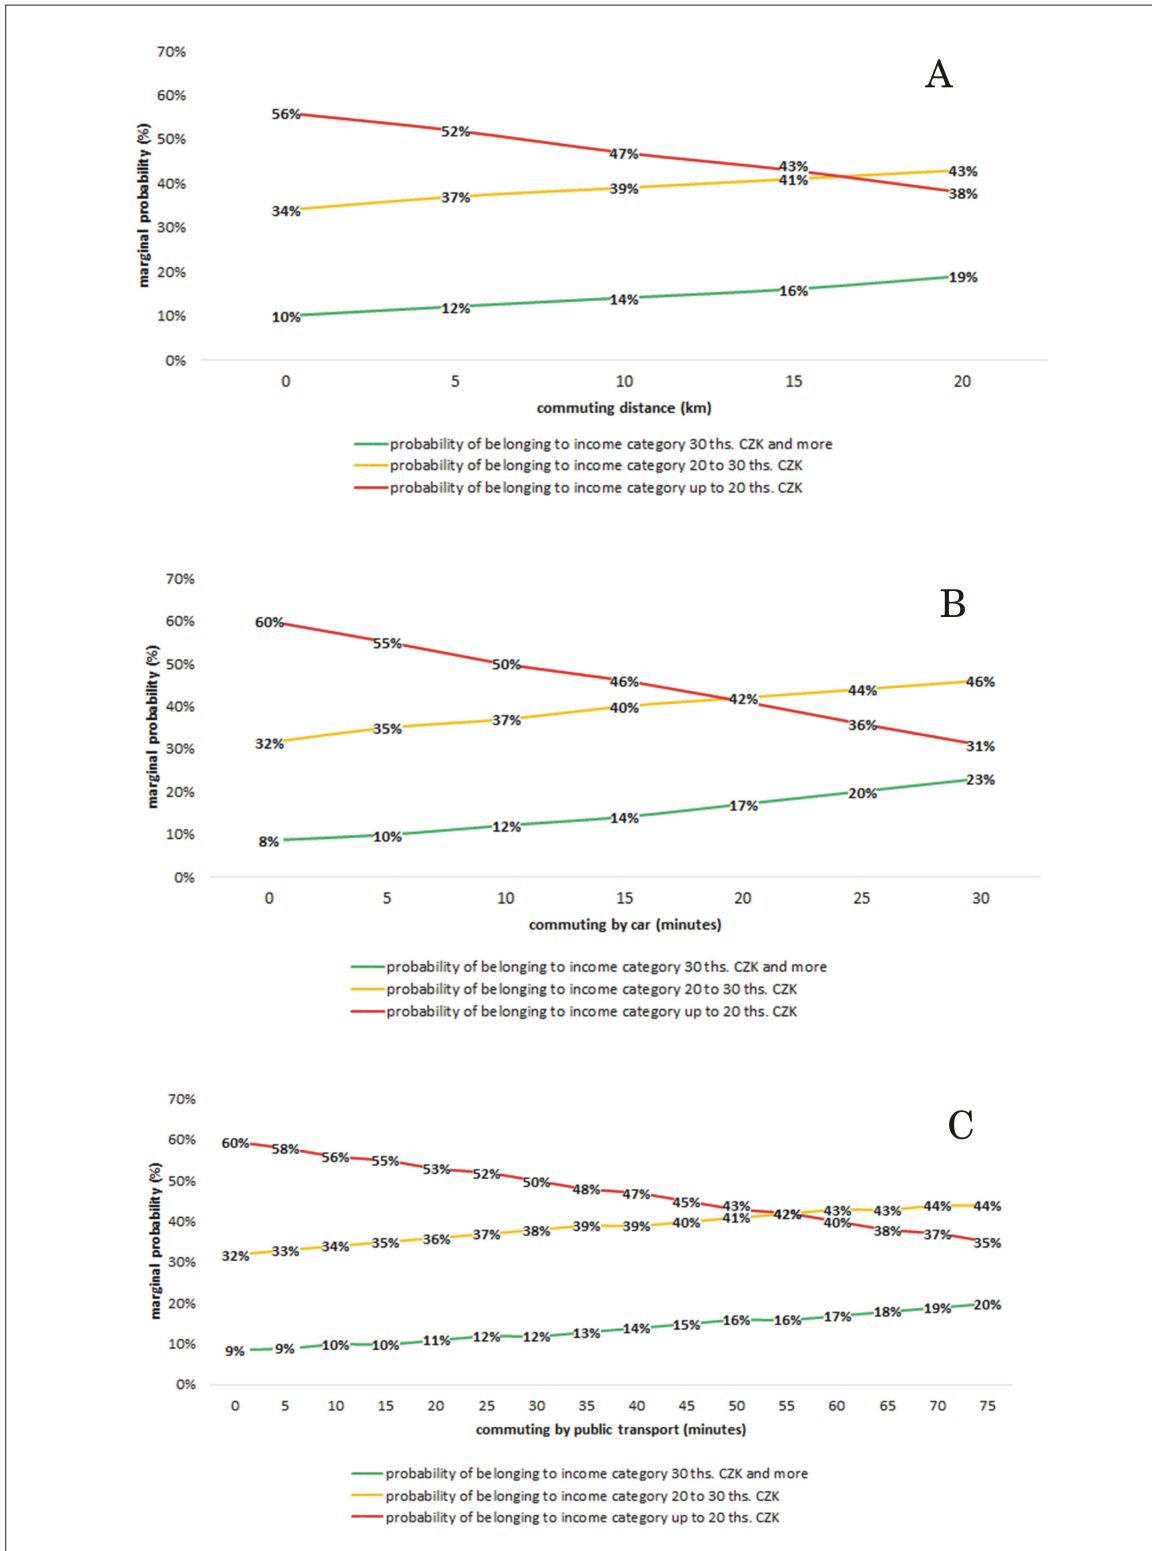 A
70%
60%
50%
40%
30%
20%
10%
0%
marginal probability (%)
56% 52% 47% 43% 38%
34% 37% 39% 41% 43%
10% 12% 14% 16% 19%
0 5 10 15 20
commuting distance (km)
probability of belonging to income category 30 ths. CZK and more
probability of belonging to income category 20 to 30 ths. CZK
probability of belonging to income category up to 20 ths. CZK
B
70%
60%
50%
40%
30%
20%
10%
0%
marginal probability (%)
60% 55% 50% 46% 42% 36% 31%
32% 35% 37% 40% 44% 46%
8% 10% 12% 14% 17% 20% 23%
0 5 10 15 20 25 30
commuting by car (minutes)
probability of belonging to income category 30 ths. CZK and more
probability of belonging to income category 20 to 30 ths. CZK
probability of belonging to income category up to 20 ths. CZK
C
70%
60%
50%
40%
30%
20%
10%
0%
marginal probability (%)
60% 58% 56% 55% 53% 52% 50% 48% 47% 45% 43% 42% 40% 38% 37% 35%
32% 33% 34% 35% 36% 37% 38% 39% 39% 40% 41% 43% 43% 44% 44%
9% 9% 10% 10% 11% 12% 12% 13% 14% 15% 16% 16% 17% 18% 19% 20%
0 5 10 15 20 25 30 35 40 45 50 55 60 65 70 75
commuting by public transport (minutes)
probability of belonging to income category 30 ths. CZK and more
probability of belonging to income category 20 to 30 ths. CZK
probability of belonging to income category up to 20 ths. CZK